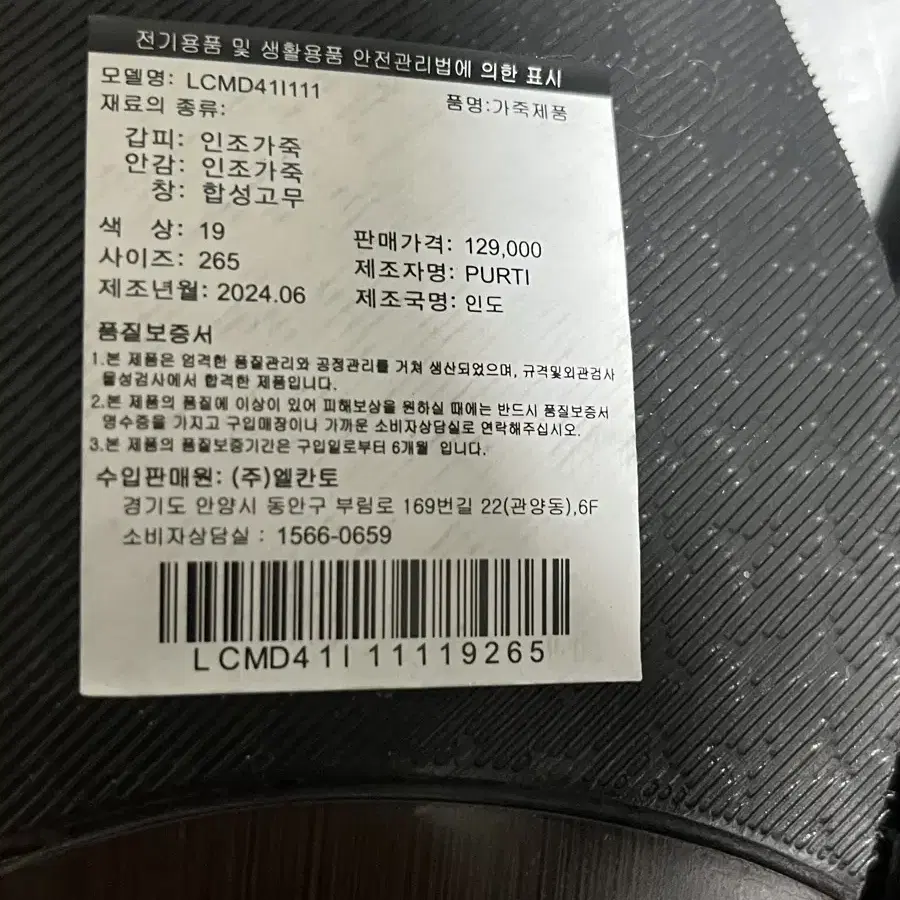 전기용품 및 생활용품 안전관리법에 의한 표시
모델명: LCMD41I111
품명:가죽제품
재료의 종류:
갑피: 인조가죽
안감: 인조가죽
창: 합성고무
색 상: 19
판매가격: 129,000
사이즈: 265
제조자명: PURTI
제조년월: 2024.06
제조국명: 인도
품질보증서
1.본 제품은 엄격한 품질관리와 공정관리를 거쳐 생산되었으며, 규격및외관검사
물성검사에서 합격한 제품입니다.
2.본 제품의 품질에 이상이 있어 피해보상을 원하실 때에는 반드시 품질보증서
영수증을 가지고 구입매장이나 가까운 소비자상담실로 연락해주십시오.
3.본 제품의 품질보증기간은 구입일로부터 6개월 입니다.
수입판매원: (주)엘칸토
경기도 안양시 동안구 부림로 169번길 22(관양동),6F
소비자상담실 : 1566-0659
LCMD41I11119265